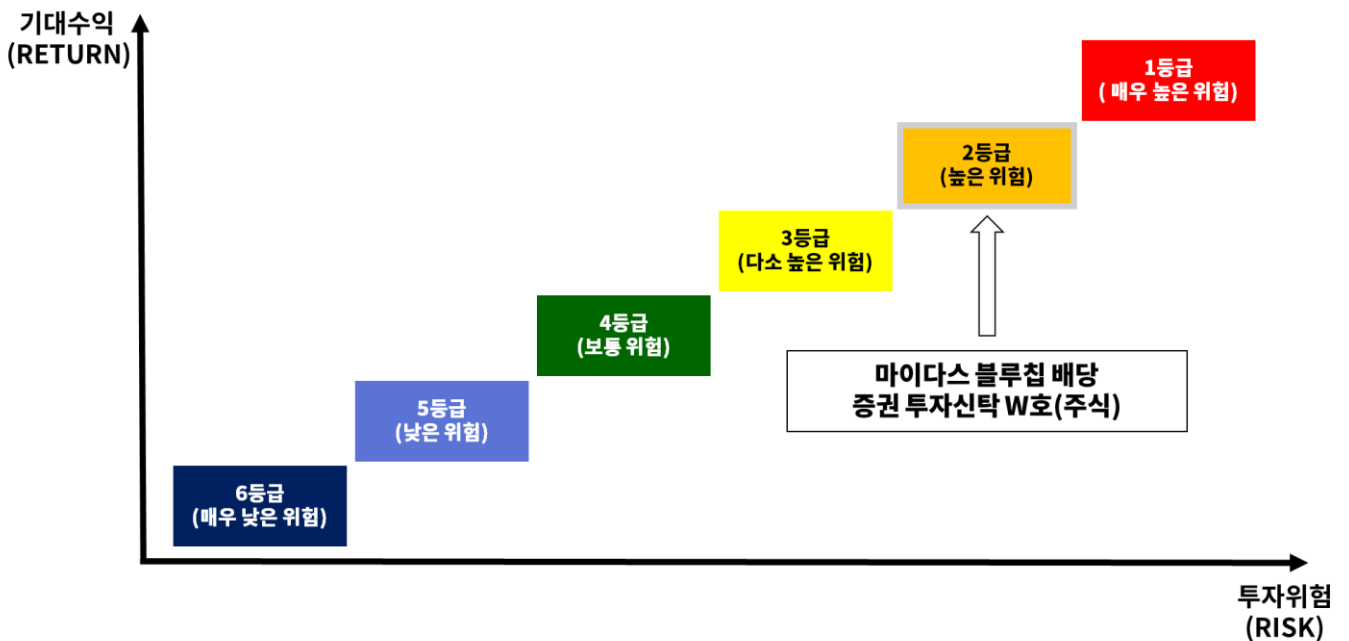 기대수익
(RETURN)
1등급
( 매우 높은 위험)
2등급
(높은 위험)
3등급
(다소 높은 위험)
4등급
(보통 위험)
마이다스 블루칩 배당
증권 투자신탁 W호(주식)
5등급
(낮은 위험)
6등급
(매우 낮은 위험)
투자위험
(RISK)